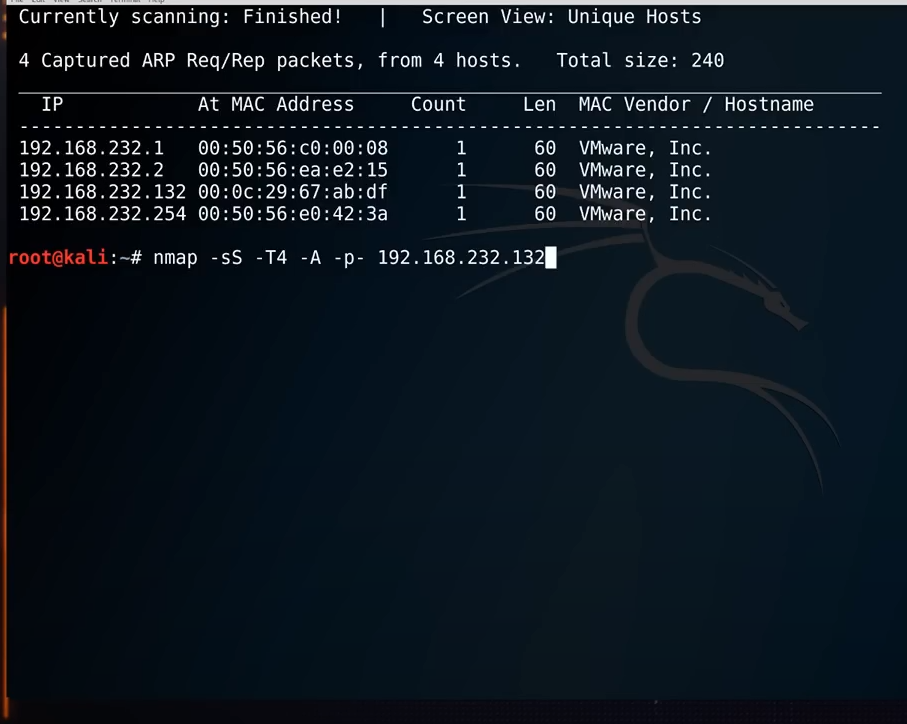 Currently scanning: Finished!   |   Screen View: Unique Hosts
4 Captured ARP Req/Rep packets, from 4 hosts.   Total size: 240
IP            At MAC Address     Count     Len  MAC Vendor / Hostname
-----------------------------------------------------------------------------
192.168.232.1   00:50:56:c0:00:08      1      60  VMware, Inc.
192.168.232.2   00:50:56:ea:e2:15      1      60  VMware, Inc.
192.168.232.132 00:0c:29:67:ab:df      1      60  VMware, Inc.
192.168.232.254 00:50:56:e0:42:3a      1      60  VMware, Inc.
root@kali:~# nmap -sS -T4 -A -p- 192.168.232.132